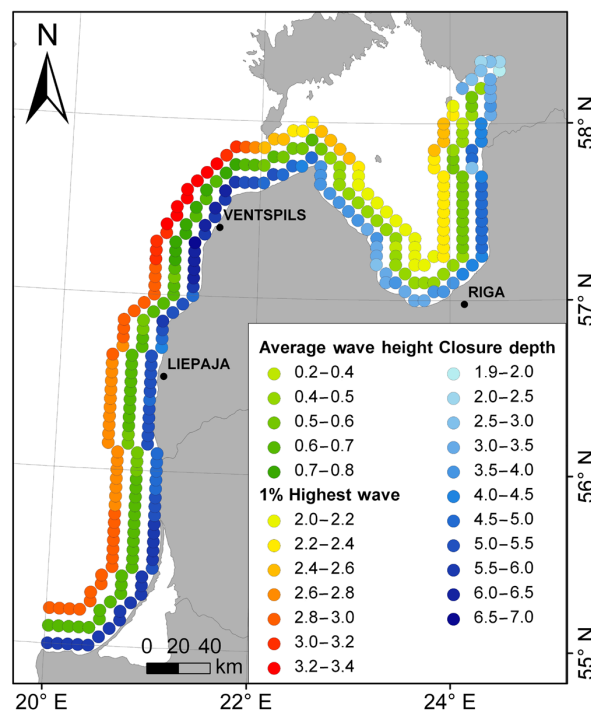 N
58° N
VENTSPILS
57° N
RIGA
LIEPAJA
Average wave height Closure depth
0.2–0.4 1.9–2.0
0.4–0.5 2.0–2.5
0.5–0.6 2.5–3.0
0.6–0.7 3.0–3.5
0.7–0.8 3.5–4.0
1% Highest wave 4.0–4.5
2.0–2.2 4.5–5.0
2.2–2.4 5.0–5.5
2.4–2.6 5.5–6.0
2.6–2.8 6.0–6.5
2.8–3.0 6.5–7.0
3.0–3.2
3.2–3.4
56° N
0 20 40
km
55° N
20° E 22° E 24° E